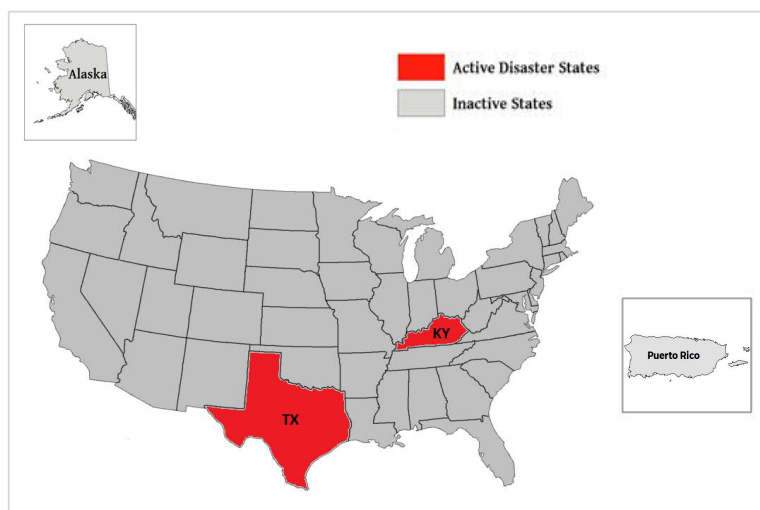 Alaska
Active Disaster States
Inactive States
KY
Puerto Rico
TX